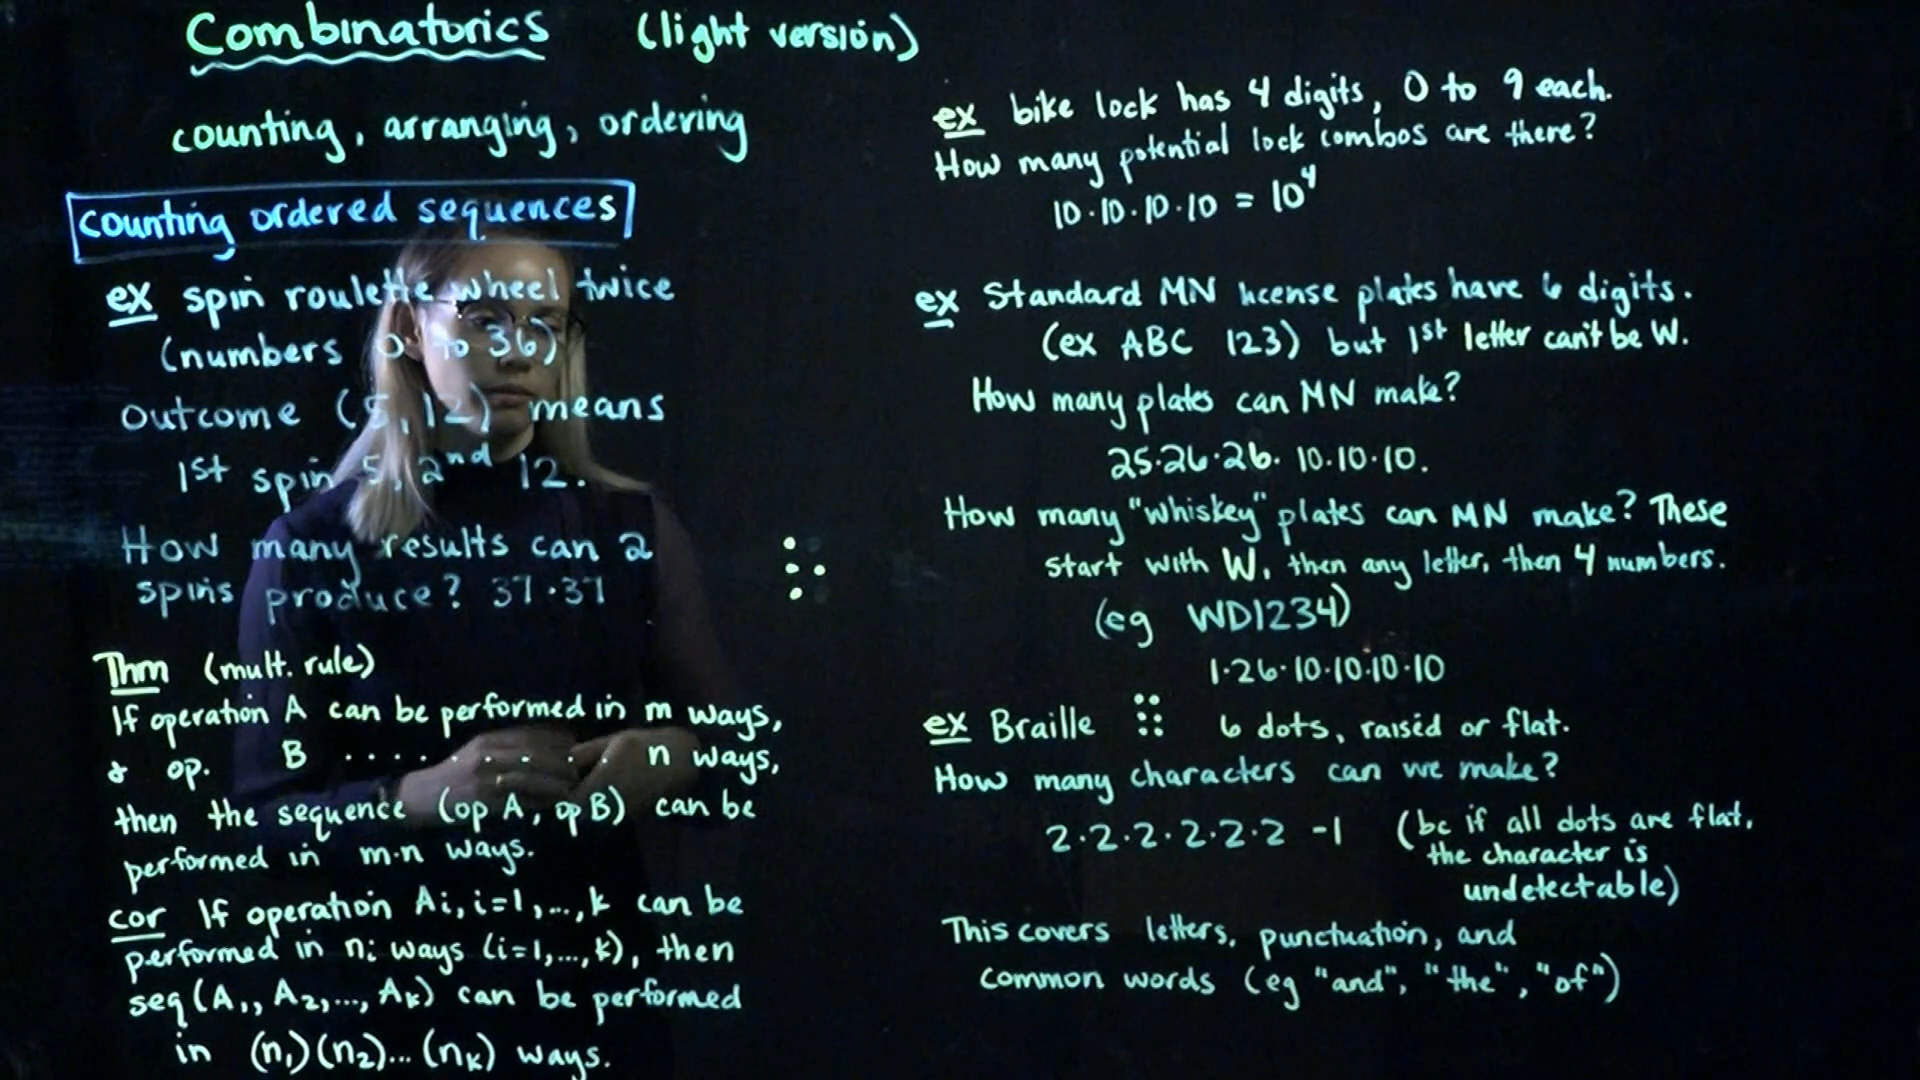 Combinatorics (light version)
counting, arranging, ordering
counting ordered sequences
ex spin roulette wheel twice
(numbers 0 to 36)
outcome (5,12) means
1st spin 5, 2nd 12.
How many results can 2
spins produce? 37·37
Thm (mult. rule)
If operation A can be performed in m ways,
& op. B . . . . . . . . . n ways,
then the sequence (op A, op B) can be
performed in m·n ways.
cor If operation Ai, i=1,...,k can be
performed in ni ways (i=1,...,k), then
seq (A1, A2,..., Ak) can be performed
in (n1)(n2)...(nk) ways.
ex bike lock has 4 digits, 0 to 9 each.
How many potential lock combos are there?
10·10·10·10 = 10⁴
ex Standard MN license plates have 6 digits.
(ex ABC 123) but 1st letter can't be W.
How many plates can MN make?
25·26·26· 10·10·10.
How many "whiskey" plates can MN make? These
start with W, then any letter, then 4 numbers.
(eg WD1234)
1·26·10·10·10·10
ex Braille ⠿ 6 dots, raised or flat.
How many characters can we make?
2·2·2·2·2·2 -1 (bc if all dots are flat,
the character is
undetectable)
This covers letters, punctuation, and
common words (eg "and", "the", "of")